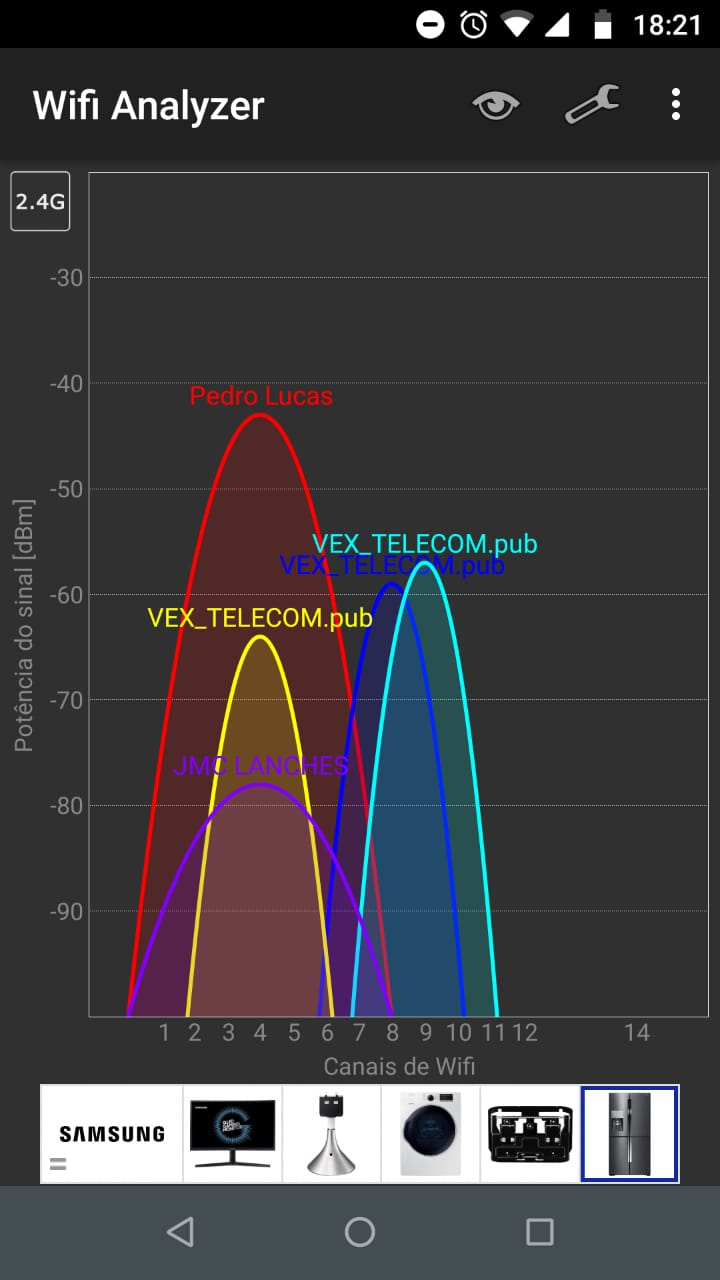 18:21
Wifi Analyzer
2.4G
-30
-40
-50
-60
-70
-80
-90
Potência do sinal [dBm]
Pedro Lucas
VEX_TELECOM.pub
VEX_TELECOM.pub
VEX_TELECOM.pub
JMC LANCHES
1 2 3 4 5 6 7 8 9 10 11 12 14
Canais de Wifi
SAMSUNG